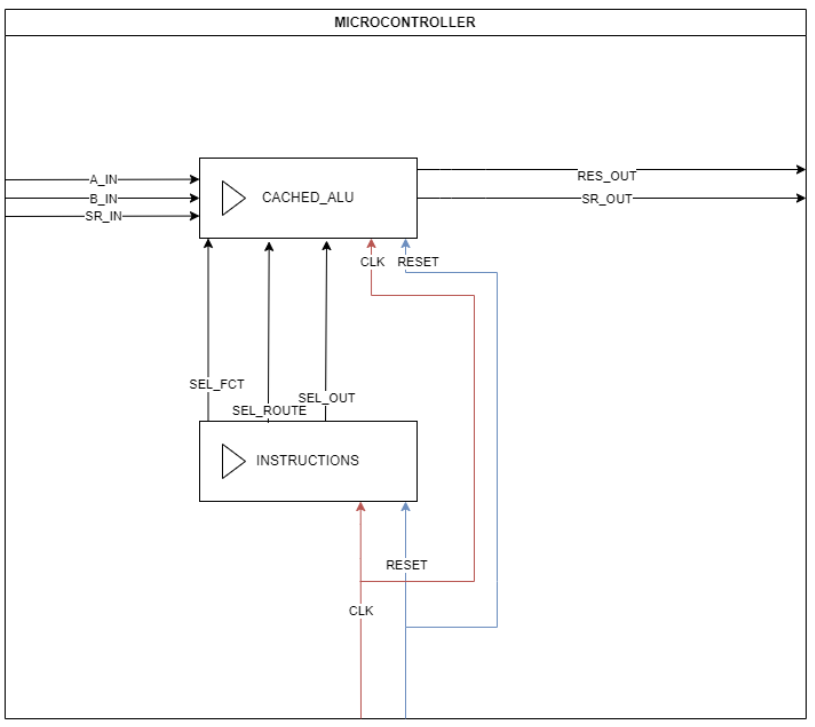 MICROCONTROLLER
A_IN
B_IN
SR_IN
CACHED_ALU
RES_OUT
SR_OUT
CLK
RESET
SEL_FCT
SEL_ROUTE
SEL_OUT
INSTRUCTIONS
RESET
CLK